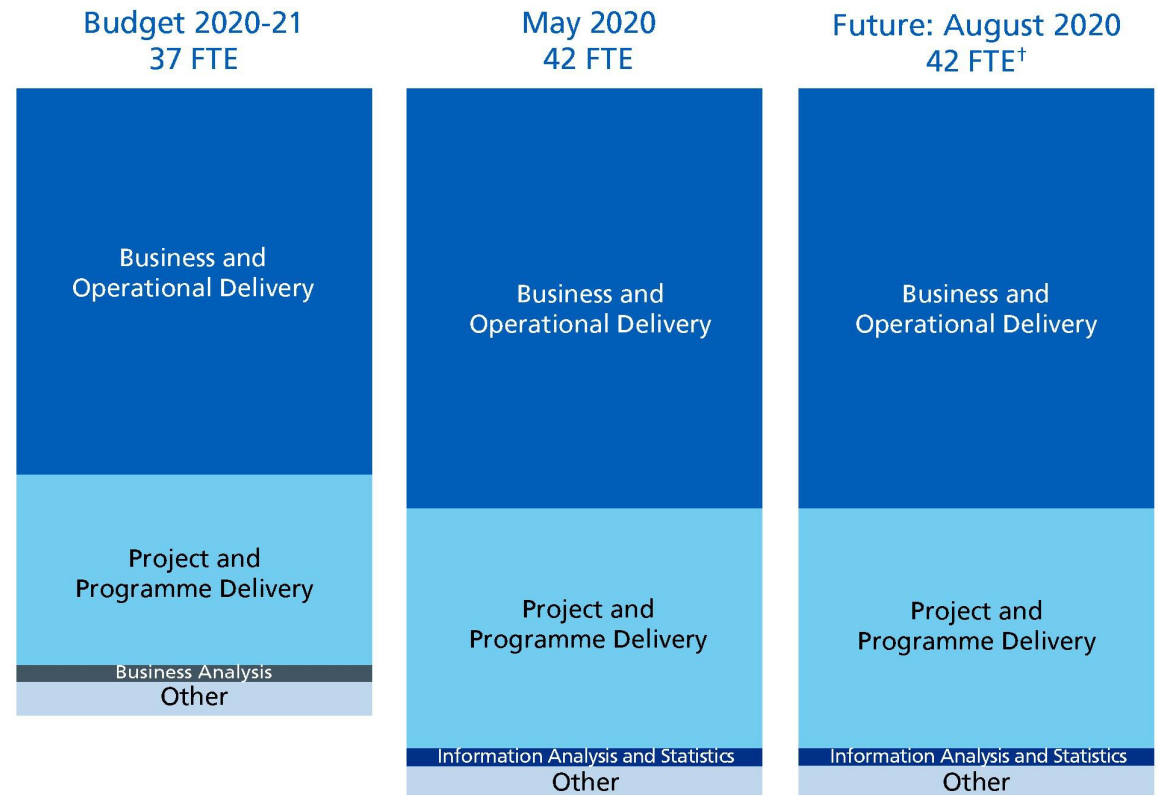 Budget 2020-21
37 FTE
Business and
Operational Delivery
Project and
Programme Delivery
Business Analysis
Other
May 2020
42 FTE
Business and
Operational Delivery
Project and
Programme Delivery
Information Analysis and Statistics
Other
Future: August 2020
42 FTE†
Business and
Operational Delivery
Project and
Programme Delivery
Information Analysis and Statistics
Other